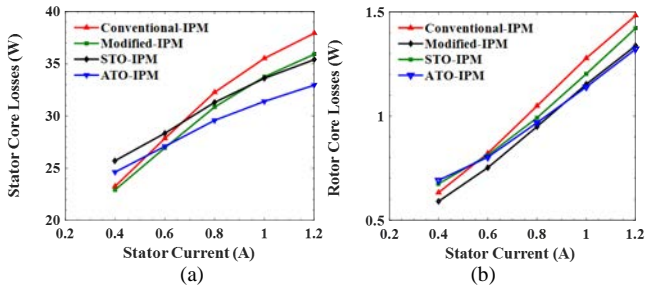 40
35
30
25
20
Stator Core Losses (W)
Conventional-IPM
Modified-IPM
STO-IPM
ATO-IPM
0.2 0.4 0.6 0.8 1 1.2
Stator Current (A)
(a)
1.5
1
0.5
Rotor Core Losses (W)
Conventional-IPM
Modified-IPM
STO-IPM
ATO-IPM
0.2 0.4 0.6 0.8 1 1.2
Stator Current (A)
(b)